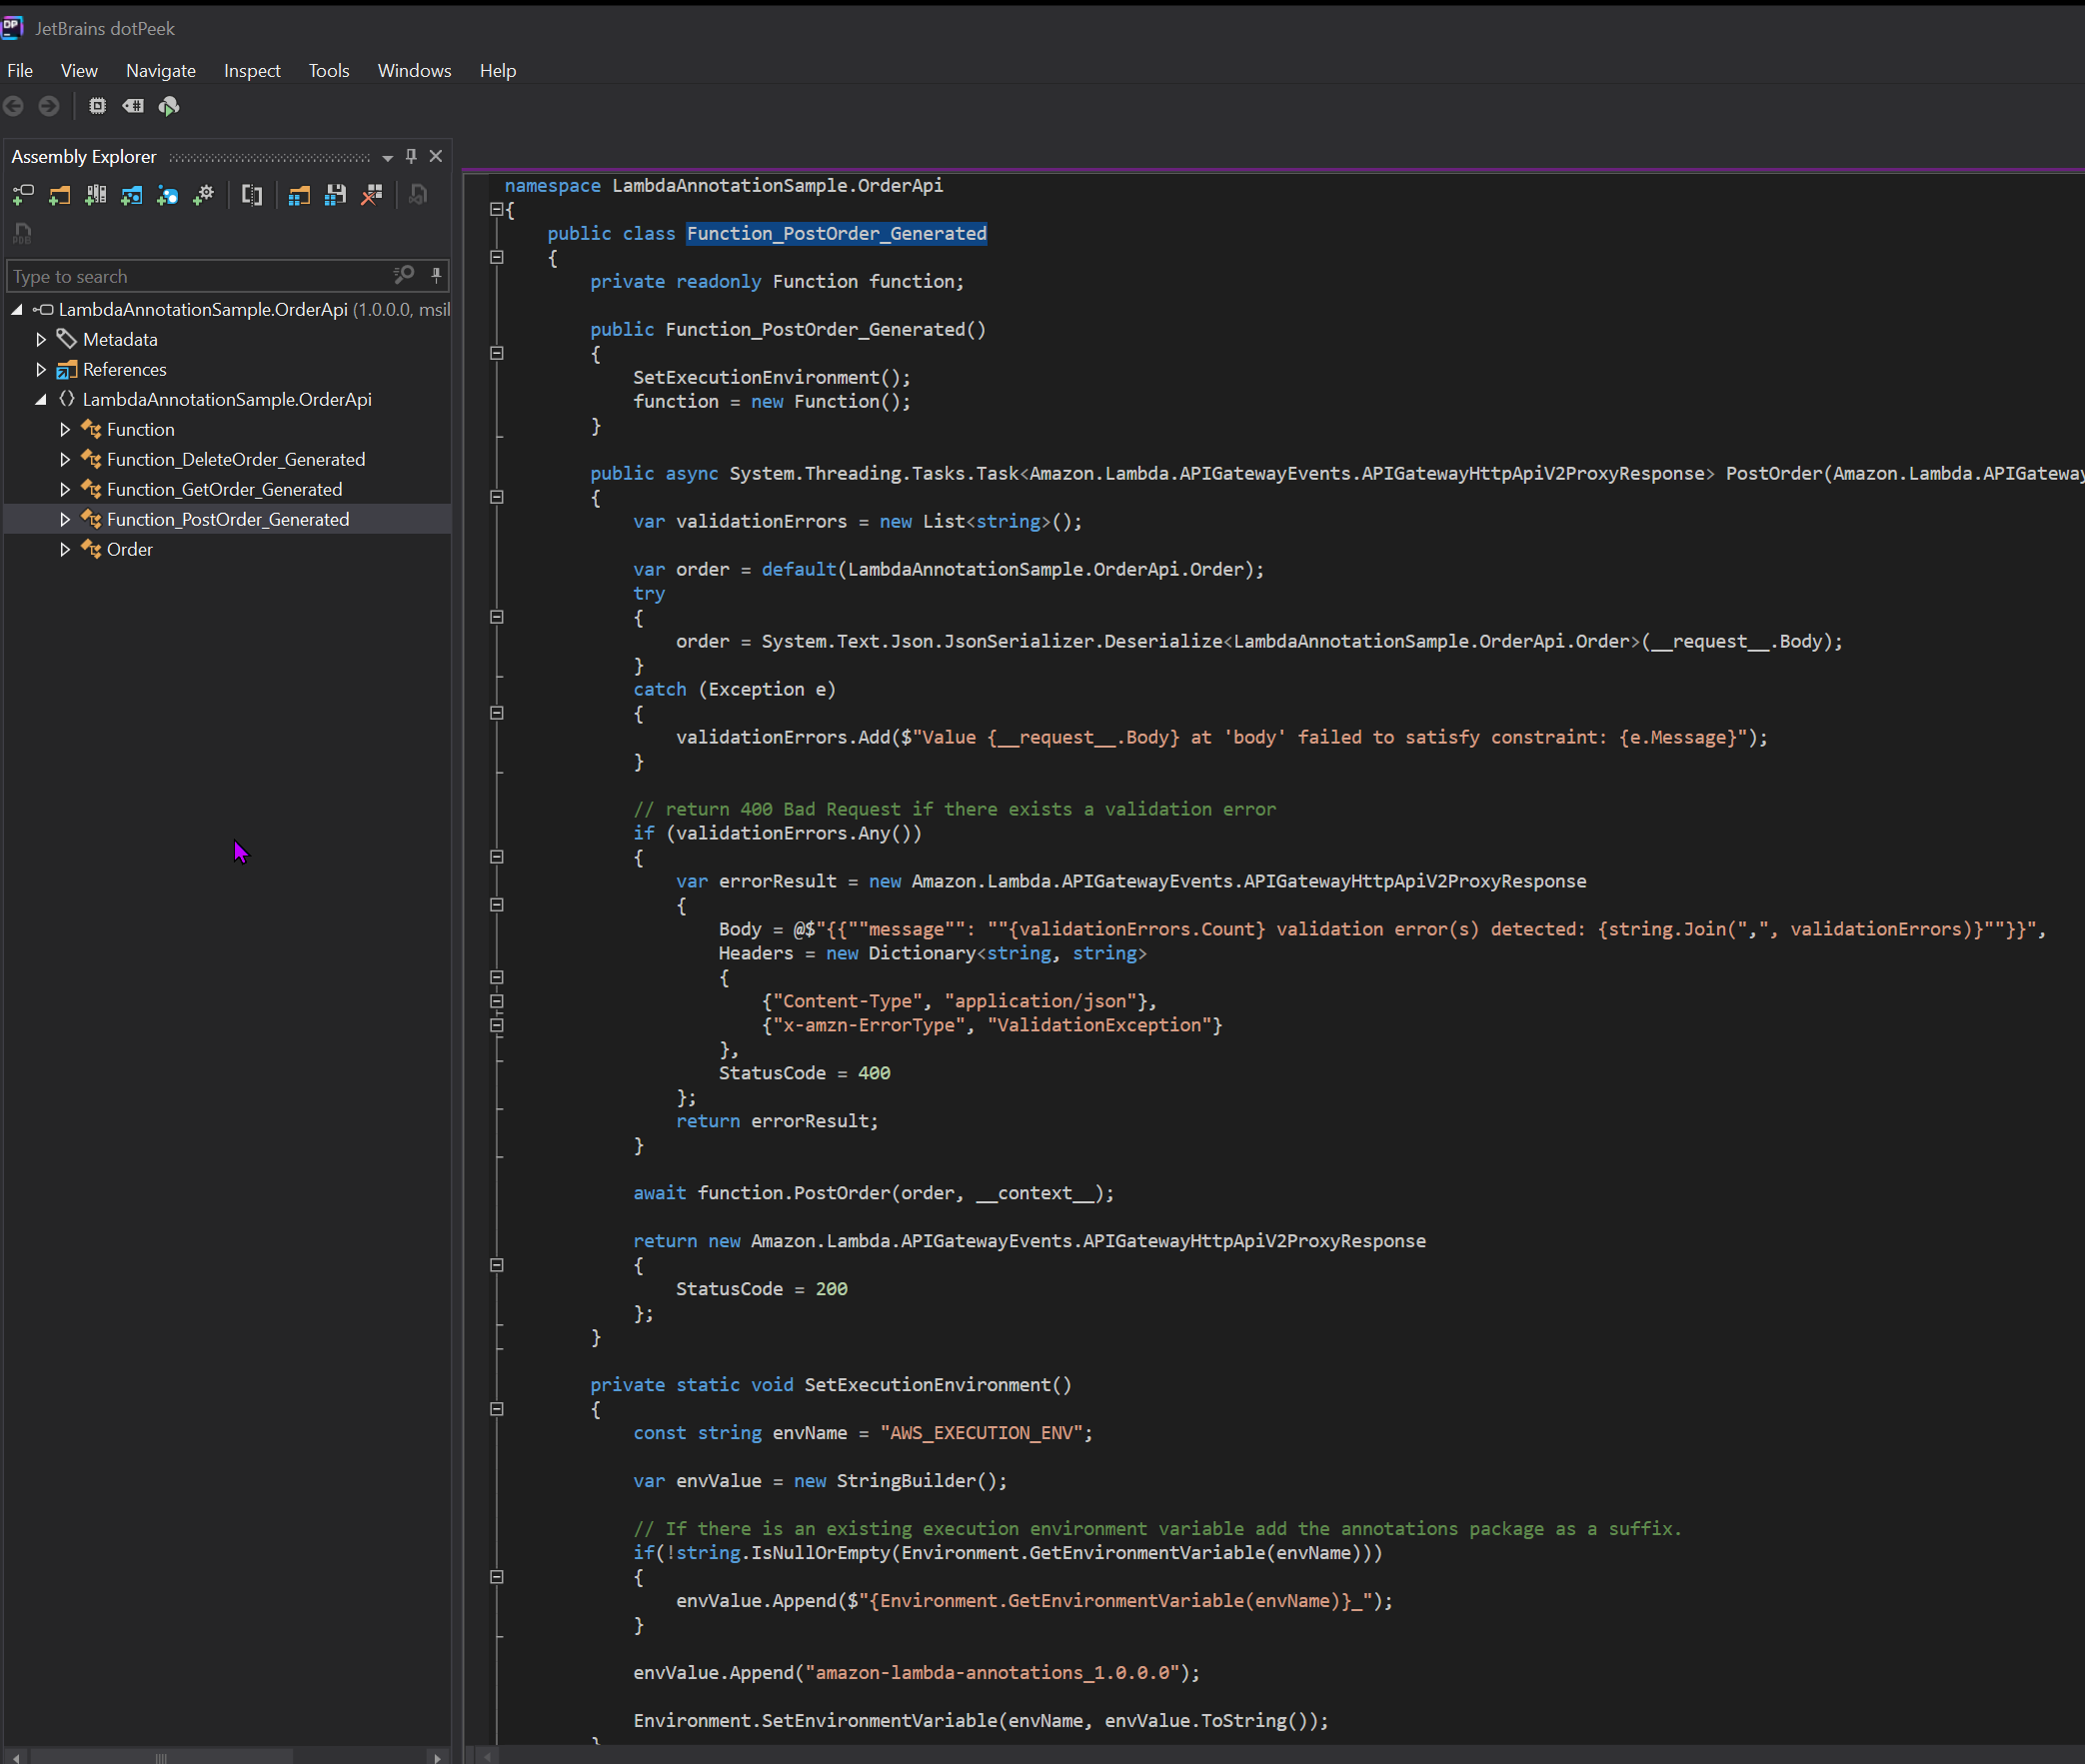 JetBrains dotPeek
File View Navigate Inspect Tools Windows Help
Assembly Explorer
Type to search
LambdaAnnotationSample.OrderApi (1.0.0.0, msil
Metadata
References
LambdaAnnotationSample.OrderApi
Function
Function_DeleteOrder_Generated
Function_GetOrder_Generated
Function_PostOrder_Generated
Order
namespace LambdaAnnotationSample.OrderApi
{
public class Function_PostOrder_Generated
{
private readonly Function function;
public Function_PostOrder_Generated()
{
SetExecutionEnvironment();
function = new Function();
}
public async System.Threading.Tasks.Task<Amazon.Lambda.APIGatewayEvents.APIGatewayHttpApiV2ProxyResponse> PostOrder(Amazon.Lambda.APIGateway
{
var validationErrors = new List<string>();
var order = default(LambdaAnnotationSample.OrderApi.Order);
try
{
order = System.Text.Json.JsonSerializer.Deserialize<LambdaAnnotationSample.OrderApi.Order>(__request__.Body);
}
catch (Exception e)
{
validationErrors.Add($"Value {__request__.Body} at 'body' failed to satisfy constraint: {e.Message}");
}
// return 400 Bad Request if there exists a validation error
if (validationErrors.Any())
{
var errorResult = new Amazon.Lambda.APIGatewayEvents.APIGatewayHttpApiV2ProxyResponse
{
Body = @$"{{""message"": ""{validationErrors.Count} validation error(s) detected: {string.Join(",", validationErrors)}""}}",
Headers = new Dictionary<string, string>
{
{"Content-Type", "application/json"},
{"x-amzn-ErrorType", "ValidationException"}
},
StatusCode = 400
};
return errorResult;
}
await function.PostOrder(order, __context__);
return new Amazon.Lambda.APIGatewayEvents.APIGatewayHttpApiV2ProxyResponse
{
StatusCode = 200
};
}
private static void SetExecutionEnvironment()
{
const string envName = "AWS_EXECUTION_ENV";
var envValue = new StringBuilder();
// If there is an existing execution environment variable add the annotations package as a suffix.
if(!string.IsNullOrEmpty(Environment.GetEnvironmentVariable(envName)))
{
envValue.Append($"{Environment.GetEnvironmentVariable(envName)}_");
}
envValue.Append("amazon-lambda-annotations_1.0.0.0");
Environment.SetEnvironmentVariable(envName, envValue.ToString());